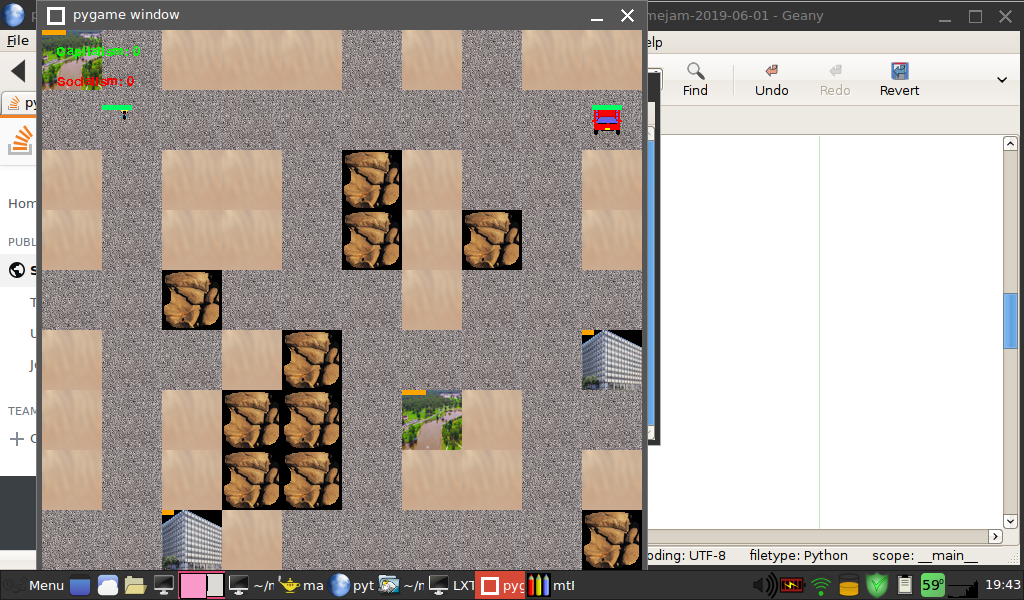 pygame window
mejam-2019-06-01 - Geany
File
elp
Capitalism: 0
Socialism: 0
Find
Undo
Redo
Revert
py
Hom
PUBL
S
T
U
J
TEAM
oding: UTF-8 filetype: Python scope: __main__
Menu
~/m
ma
pyt
~/m
LXT
pyg
mtl
59°
19:43